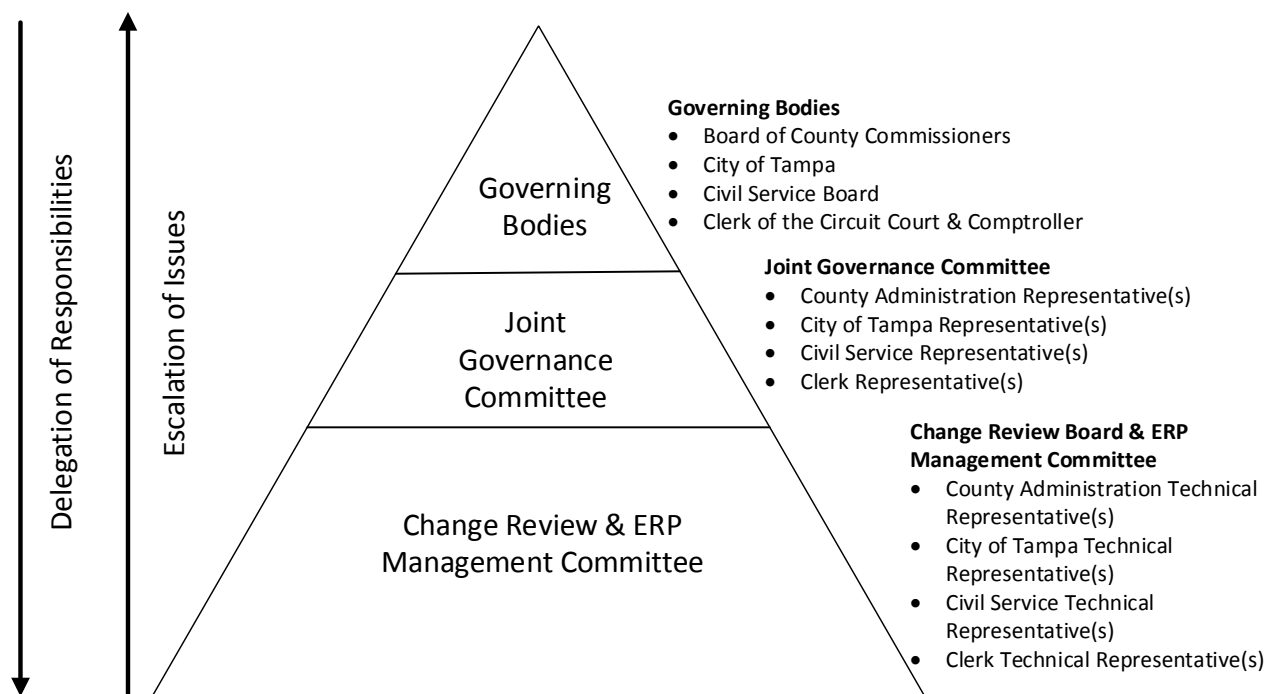 Delegation of Responsibilities
Escalation of Issues
Governing
Bodies
Joint
Governance
Committee
Change Review & ERP
Management Committee
Governing Bodies
• Board of County Commissioners
• City of Tampa
• Civil Service Board
• Clerk of the Circuit Court & Comptroller
Joint Governance Committee
• County Administration Representative(s)
• City of Tampa Representative(s)
• Civil Service Representative(s)
• Clerk Representative(s)
Change Review Board & ERP
Management Committee
• County Administration Technical
Representative(s)
• City of Tampa Technical
Representative(s)
• Civil Service Technical
Representative(s)
• Clerk Technical Representative(s)